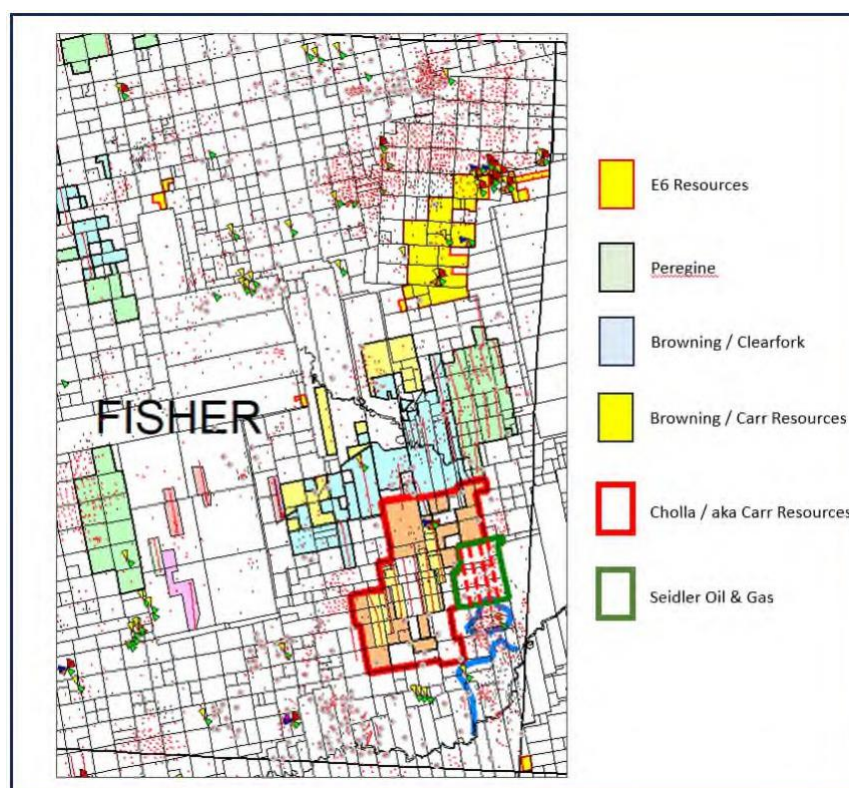 E6 Resources
Peregine
Browning / Clearfork
FISHER
Browning / Carr Resources
Cholla / aka Carr Resources
Seidler Oil & Gas